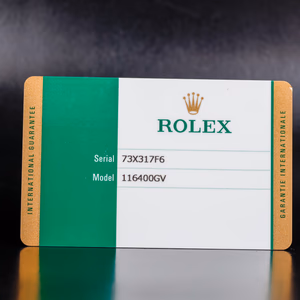 INTERNATIONAL GUARANTEE
ROLEX
Serial 73X317F6
Model 116400GV
GARANTIE INTERNATIONALE